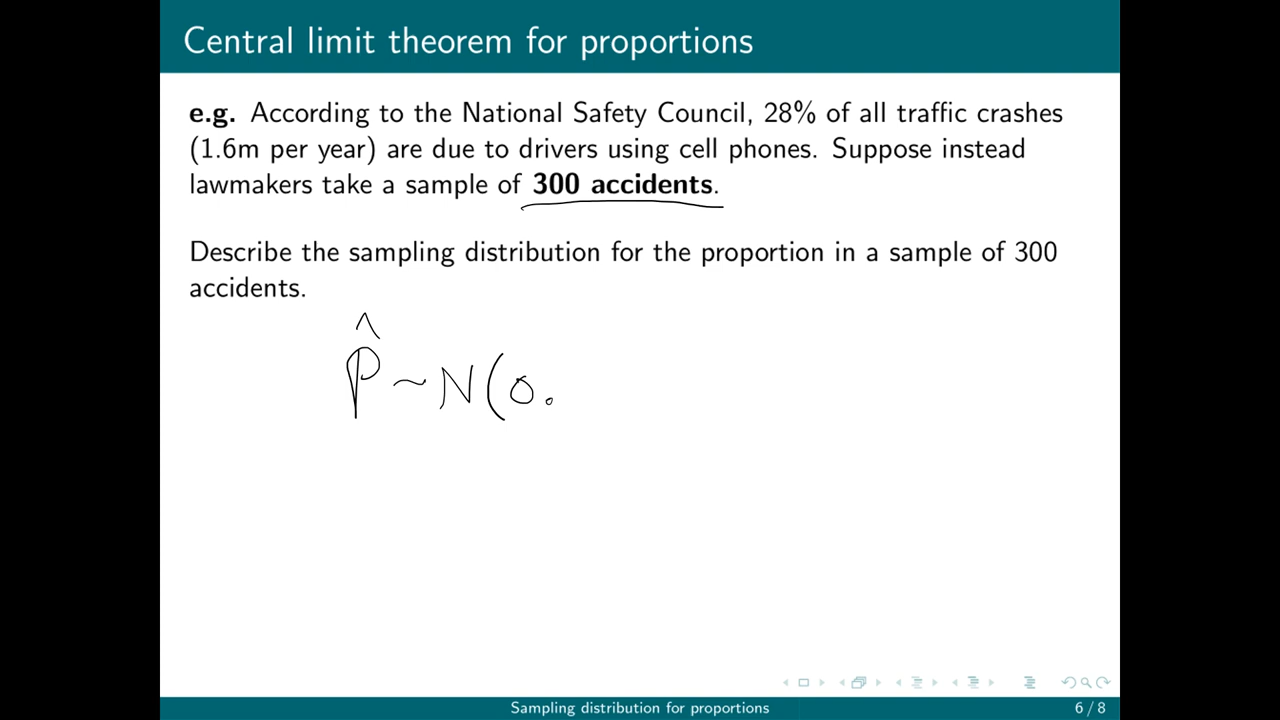 Central limit theorem for proportions
e.g. According to the National Safety Council, 28% of all traffic crashes
(1.6m per year) are due to drivers using cell phones. Suppose instead
lawmakers take a sample of 300 accidents.
Describe the sampling distribution for the proportion in a sample of 300
accidents.
P̂ ~ N(0.
Sampling distribution for proportions 6 / 8